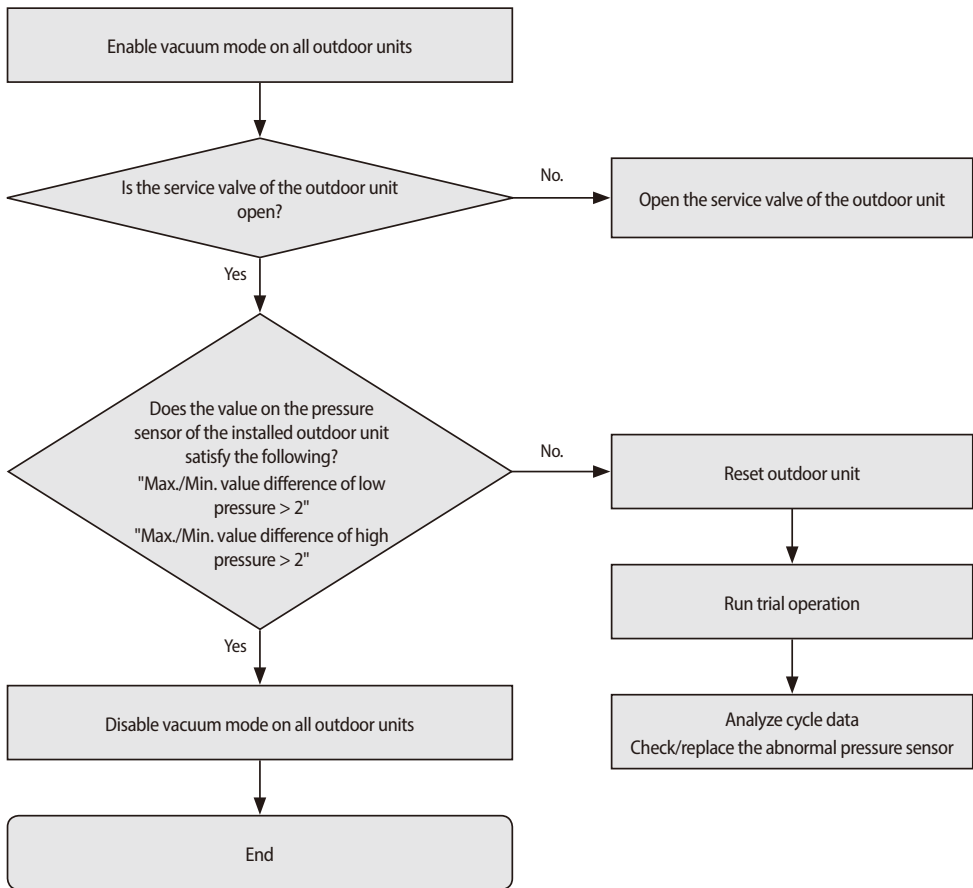 Enable vacuum mode on all outdoor units
Is the service valve of the outdoor unit
open?
No.
Open the service valve of the outdoor unit
Yes
Does the value on the pressure
sensor of the installed outdoor unit
satisfy the following?
"Max./Min. value difference of low
pressure > 2"
"Max./Min. value difference of high
pressure > 2"
No.
Reset outdoor unit
Run trial operation
Analyze cycle data
Check/replace the abnormal pressure sensor
Yes
Disable vacuum mode on all outdoor units
End